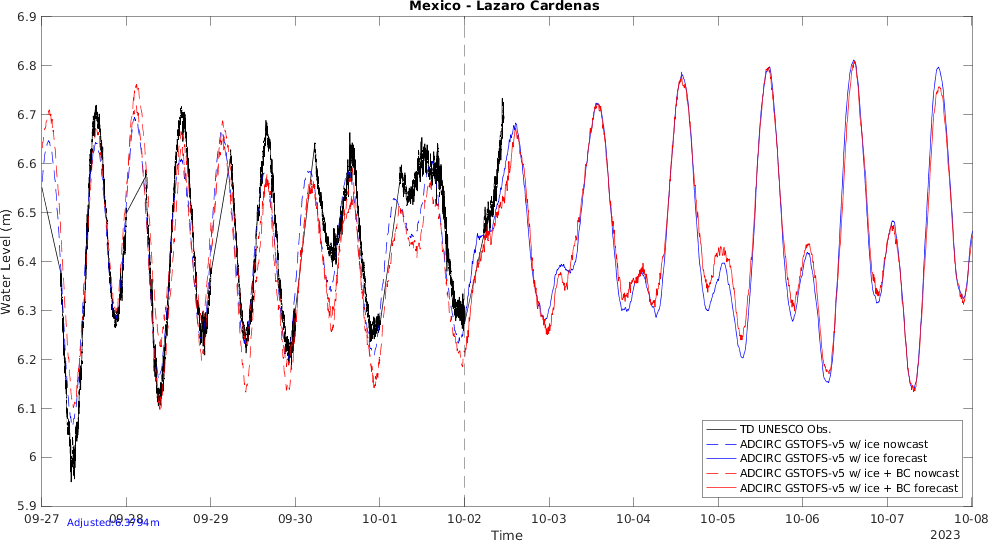 Mexico - Lazaro Cardenas
6.9
6.8
6.7
6.6
6.5
6.4
6.3
6.2
6.1
6
5.9
Water Level (m)
TD UNESCO Obs.
ADCIRC GSTOFS-v5 w/ ice nowcast
ADCIRC GSTOFS-v5 w/ ice forecast
ADCIRC GSTOFS-v5 w/ ice + BC nowcast
ADCIRC GSTOFS-v5 w/ ice + BC forecast
09-27 09-28 09-29 09-30 10-01 10-02 10-03 10-04 10-05 10-06 10-07 10-08
Adjusted:6.3794m
Time
2023